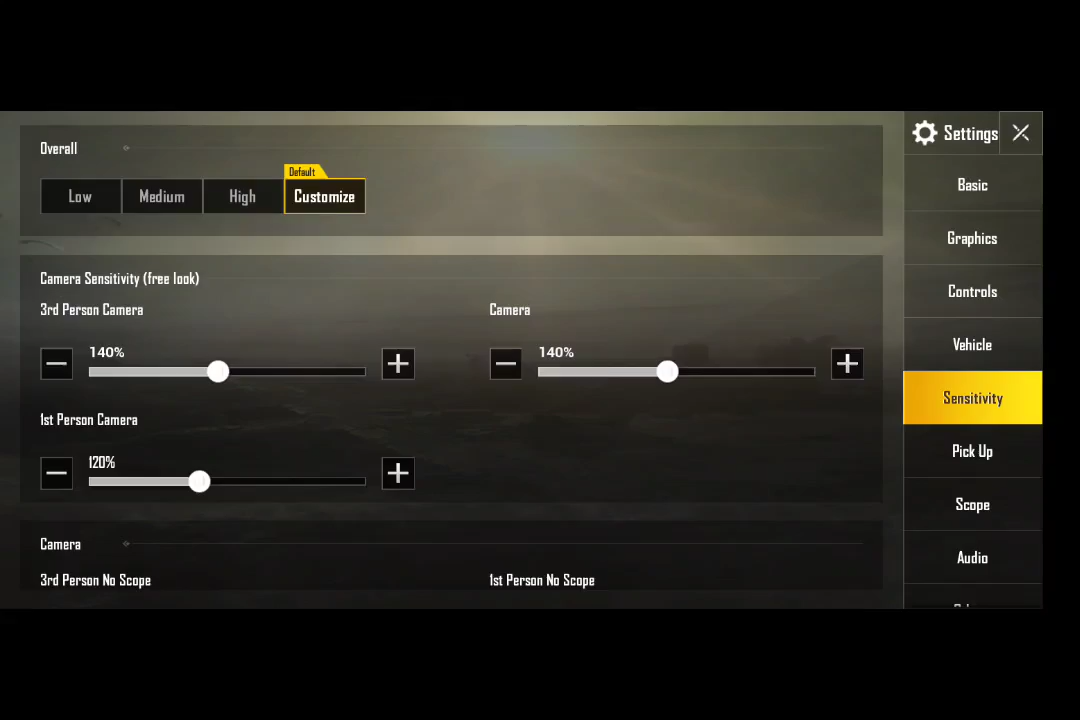 Overall
Default
Low Medium High Customize
Camera Sensitivity (free look)
3rd Person Camera Camera
140% 140%
1st Person Camera
120%
Camera
3rd Person No Scope 1st Person No Scope
Settings
Basic
Graphics
Controls
Vehicle
Sensitivity
Pick Up
Scope
Audio